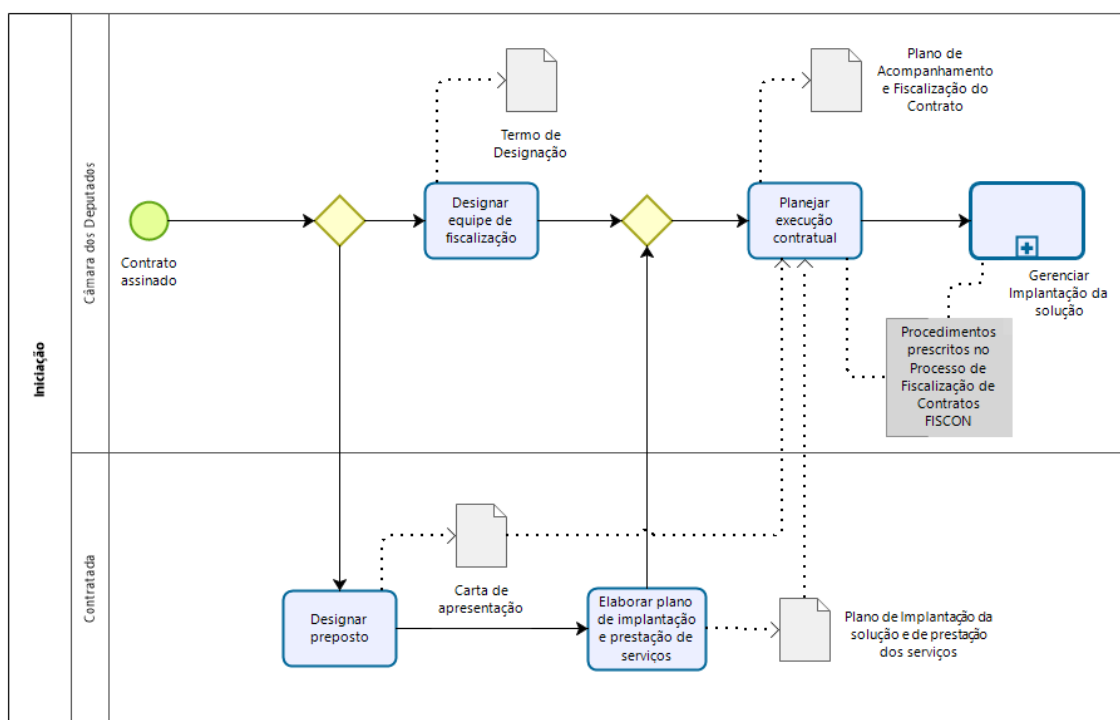 Iniciação
Câmara dos Deputados
Contrato
assinado
Termo de
Designação
Designar
equipe de
fiscalização
Plano de
Acompanhamento
e Fiscalização do
Contrato
Planejar
execução
contratual
Gerenciar
Implantação da
solução
Procedimentos
prescritos no
Processo de
Fiscalização de
Contratos
FISCON
Contratada
Designar
preposto
Carta de
apresentação
Elaborar plano
de implantação
e prestação de
serviços
Plano de Implantação da
solução e de prestação
dos serviços